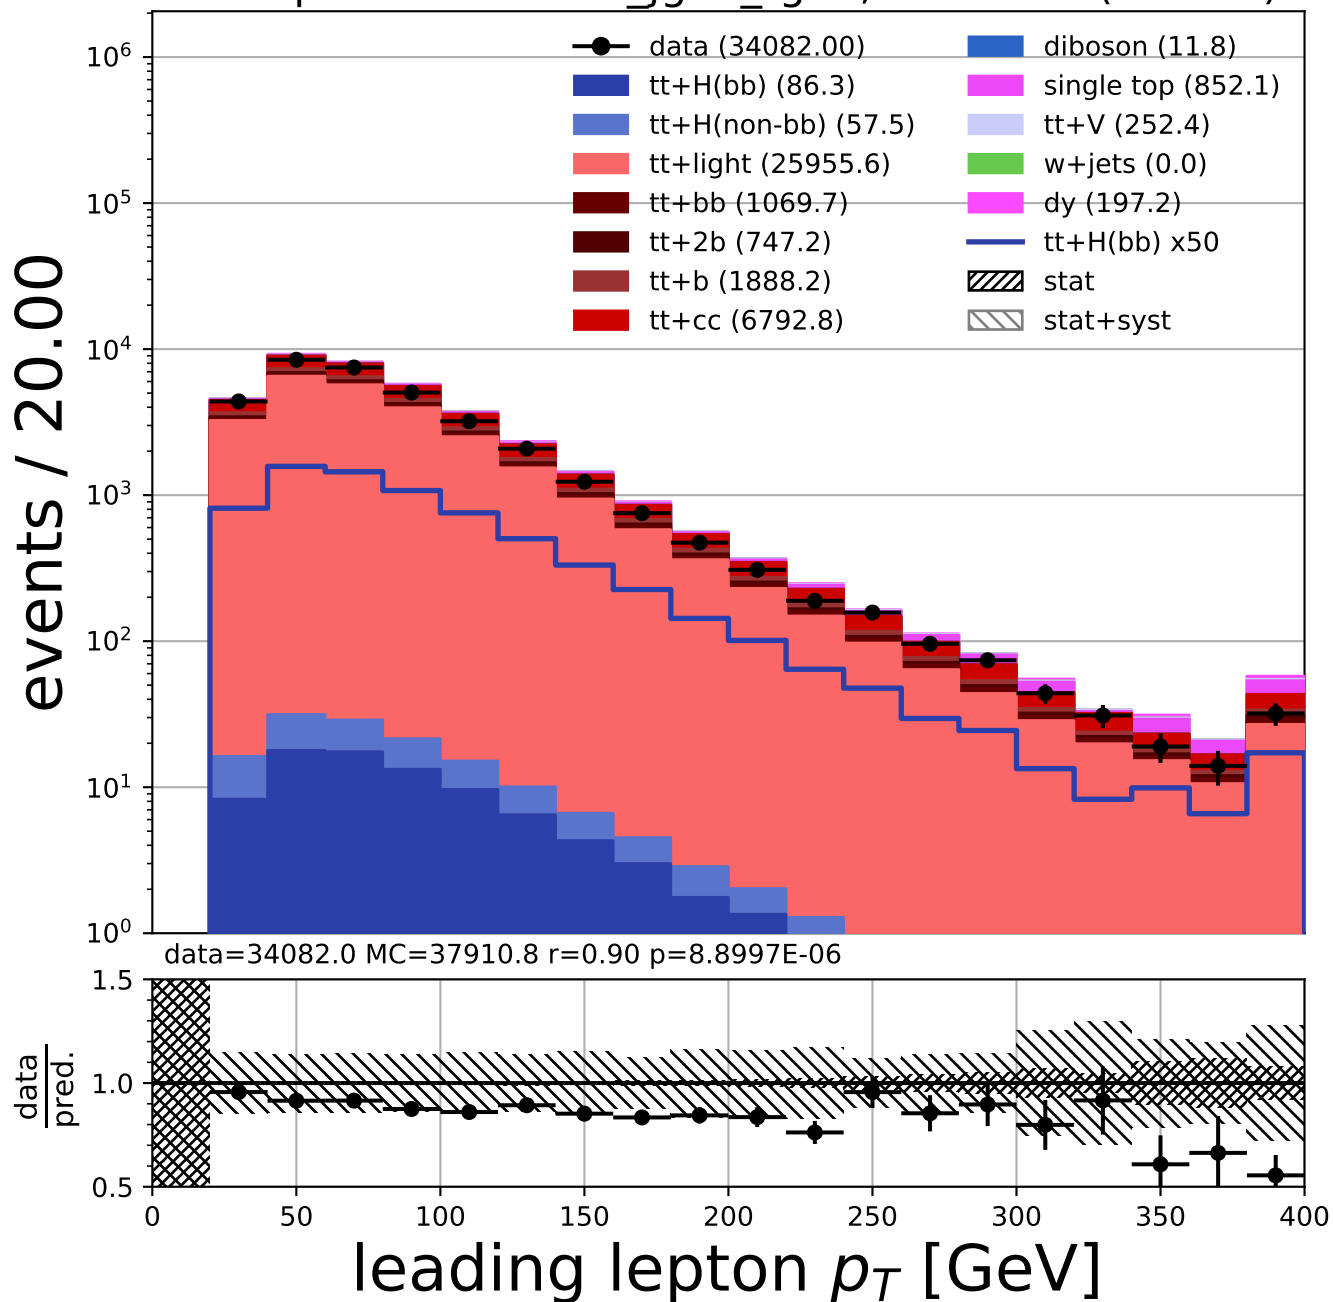 data (34082.00)
tt+H(bb) (86.3)
tt+H(non-bb) (57.5)
tt+light (25955.6)
tt+bb (1069.7)
tt+2b (747.2)
tt+b (1888.2)
tt+cc (6792.8)
diboson (11.8)
single top (852.1)
tt+V (252.4)
w+jets (0.0)
dy (197.2)
tt+H(bb) x50
stat
stat+syst
events / 20.00
10⁶
10⁵
10⁴
10³
10²
10¹
10⁰
data=34082.0 MC=37910.8 r=0.90 p=8.8997E-06
data
pred.
1.5
1.0
0.5
0 50 100 150 200 250 300 350 400
leading lepton p_T [GeV]